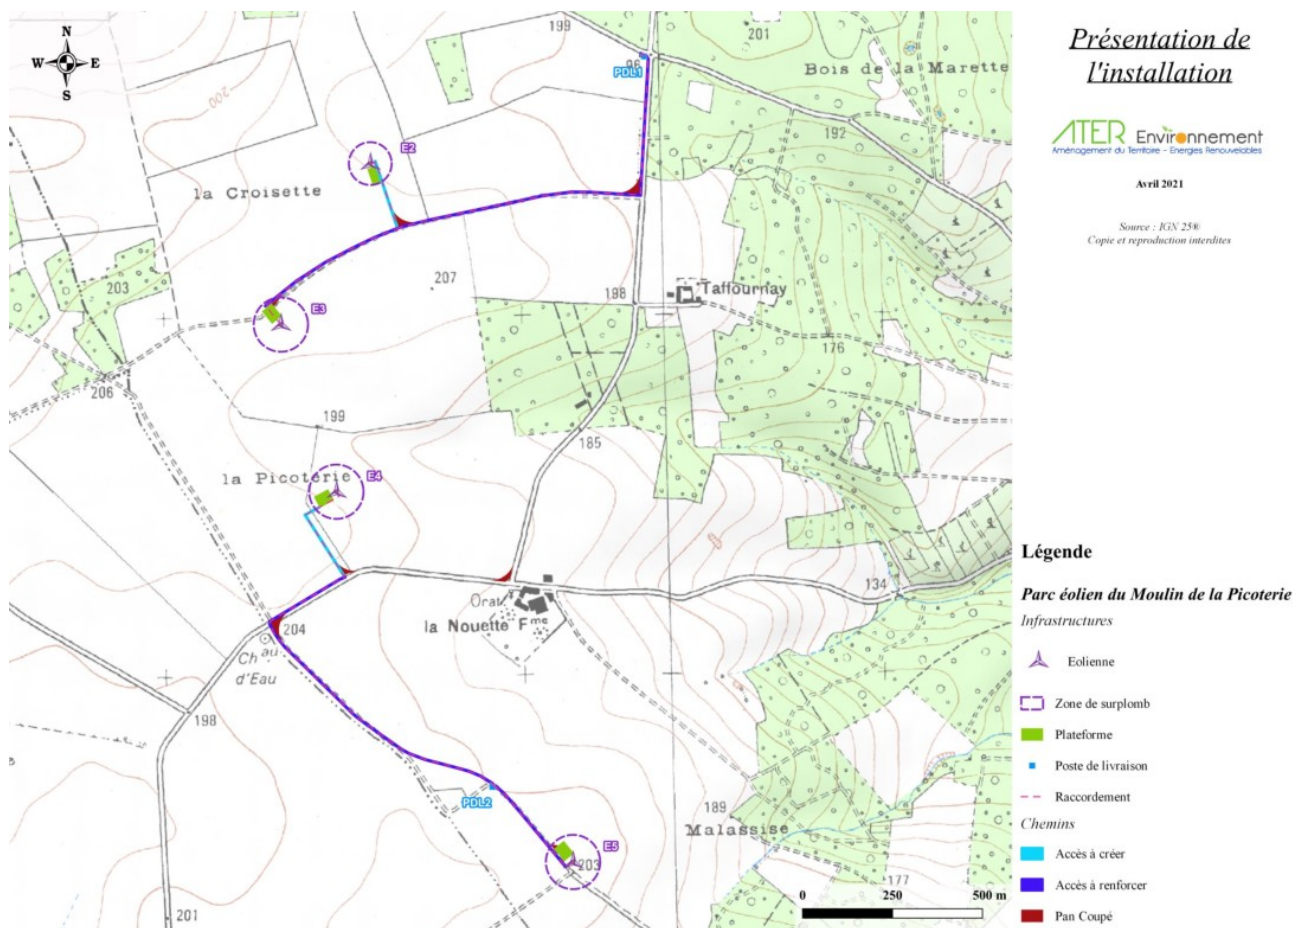 N
W E
S
199
201
96
PDL1
Bois de la Marette
200
192
E2
la Croisette
207
203
198
Taffournay
E3
176
206
199
185
la Picoterie
E4
134
Orat.
la Nouette Fme
204
Chau
d'Eau
198
PDL2
189
Malassise
E5
203
177
201
0 250 500 m
Présentation de
l'installation
ATER Environnement
Aménagement du Territoire - Energies Renouvelables
Avril 2021
Source : IGN 25®
Copie et reproduction interdites
Légende
Parc éolien du Moulin de la Picoterie
Infrastructures
Eolienne
Zone de surplomb
Plateforme
Poste de livraison
Raccordement
Chemins
Accès à créer
Accès à renforcer
Pan Coupé